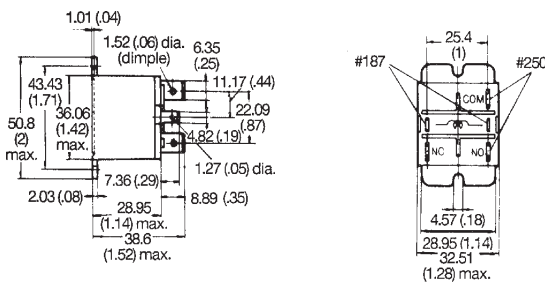 1.01 (.04)
1.52 (.06) dia.
(dimple)
6.35
(.25)
11.17 (.44)
43.43
(1.71)
36.06
(1.42)
max.
50.8
(2)
max.
22.09
(.87)
4.82 (.19)
1.27 (.05) dia.
7.36 (.29)
2.03 (.08)
8.89 (.35)
28.95
(1.14) max.
38.6
(1.52) max.
25.4
(1)
#187
#250
COM
NC
NO
4.57 (.18)
28.95 (1.14)
32.51
(1.28) max.